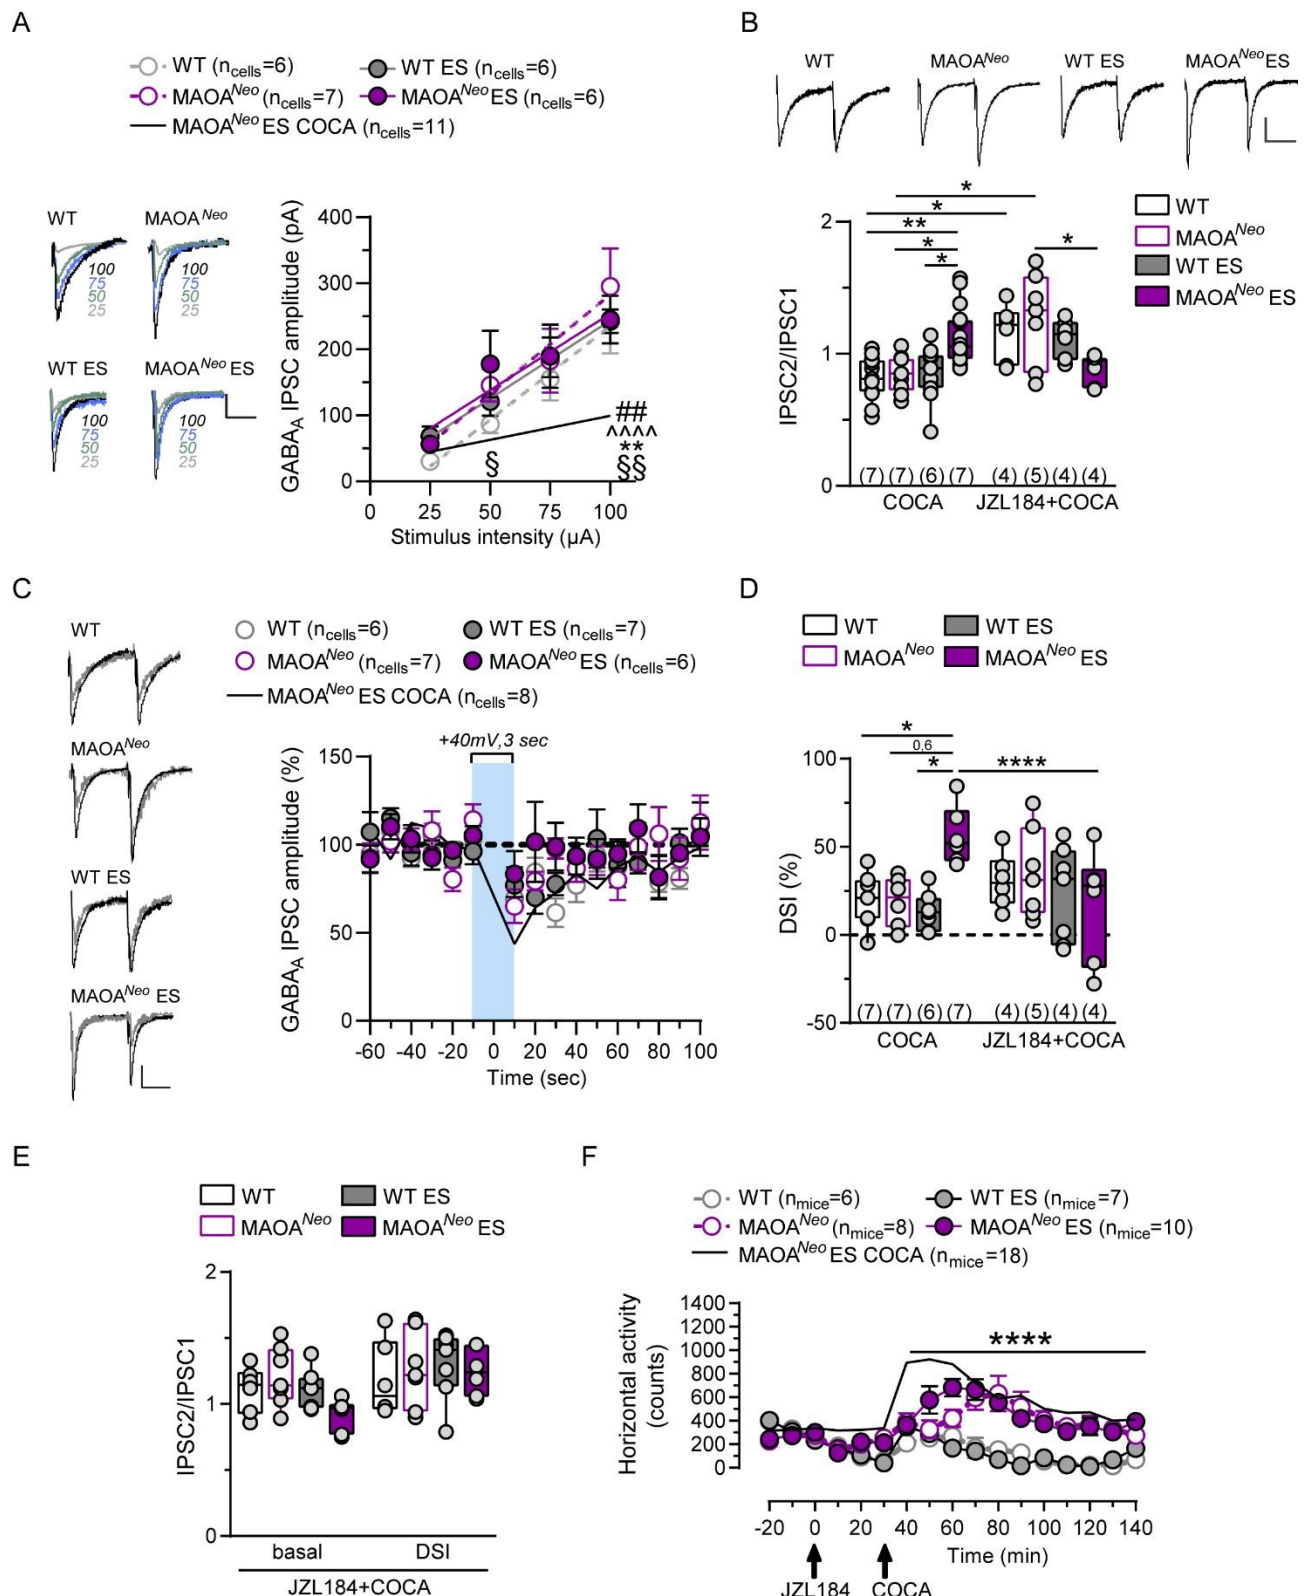 A
WT (ncells=6)
WT ES (ncells=6)
MAOANeo (ncells=7)
MAOANeo ES (ncells=6)
MAOANeo ES COCA (ncells=11)
WT
MAOANeo
100
75
50
25
100
75
50
25
WT ES
MAOANeo ES
100
75
50
25
100
75
50
25
GABAA IPSC amplitude (pA)
400
300
200
100
0
##
^^^^
**
§
§§
0
25
50
75
100
Stimulus intensity (µA)
B
WT
MAOANeo
WT ES
MAOANeo ES
WT
MAOANeo
WT ES
MAOANeo ES
IPSC2/IPSC1
2
1
0
*
*
**
*
*
*
(7) (7) (6) (7) (4) (5) (4) (4)
COCA
JZL184+COCA
C
WT
MAOANeo
WT ES
MAOANeo ES
WT (ncells=6)
WT ES (ncells=7)
MAOANeo (ncells=7)
MAOANeo ES (ncells=6)
MAOANeo ES COCA (ncells=8)
+40mV,3 sec
GABAA IPSC amplitude (%)
150
100
50
0
-60 -40 -20 0 20 40 60 80 100
Time (sec)
D
WT
WT ES
MAOANeo
MAOANeo ES
DSI (%)
100
50
0
-50
*
0,6
*
****
(7) (7) (6) (7) (4) (5) (4) (4)
COCA
JZL184+COCA
E
WT
WT ES
MAOANeo
MAOANeo ES
IPSC2/IPSC1
2
1
0
basal
DSI
JZL184+COCA
F
WT (nmice=6)
WT ES (nmice=7)
MAOANeo (nmice=8)
MAOANeo ES (nmice=10)
MAOANeo ES COCA (nmice=18)
Horizontal activity
(counts)
1400
1200
1000
800
600
400
200
0
****
-20 0 20 40 60 80 100 120 140
Time (min)
JZL184
COCA